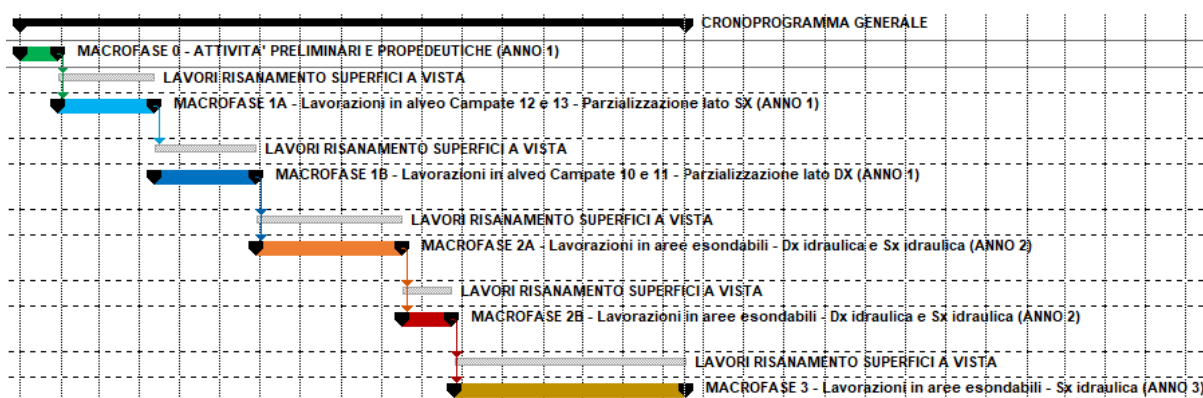 CRONOPROGRAMMA GENERALE
MACROFASE 0 - ATTIVITA' PRELIMINARI E PROPEDEUTICHE (ANNO 1)
LAVORI RISANAMENTO SUPERFICI A VISTA
MACROFASE 1A - Lavorazioni in alveo Campate 12 e 13 - Parzializzazione lato SX (ANNO 1)
LAVORI RISANAMENTO SUPERFICI A VISTA
MACROFASE 1B - Lavorazioni in alveo Campate 10 e 11 - Parzializzazione lato DX (ANNO 1)
LAVORI RISANAMENTO SUPERFICI A VISTA
MACROFASE 2A - Lavorazioni in aree esondabili - Dx idraulica e Sx idraulica (ANNO 2)
LAVORI RISANAMENTO SUPERFICI A VISTA
MACROFASE 2B - Lavorazioni in aree esondabili - Dx idraulica e Sx idraulica (ANNO 2)
LAVORI RISANAMENTO SUPERFICI A VISTA
MACROFASE 3 - Lavorazioni in aree esondabili - Sx idraulica (ANNO 3)